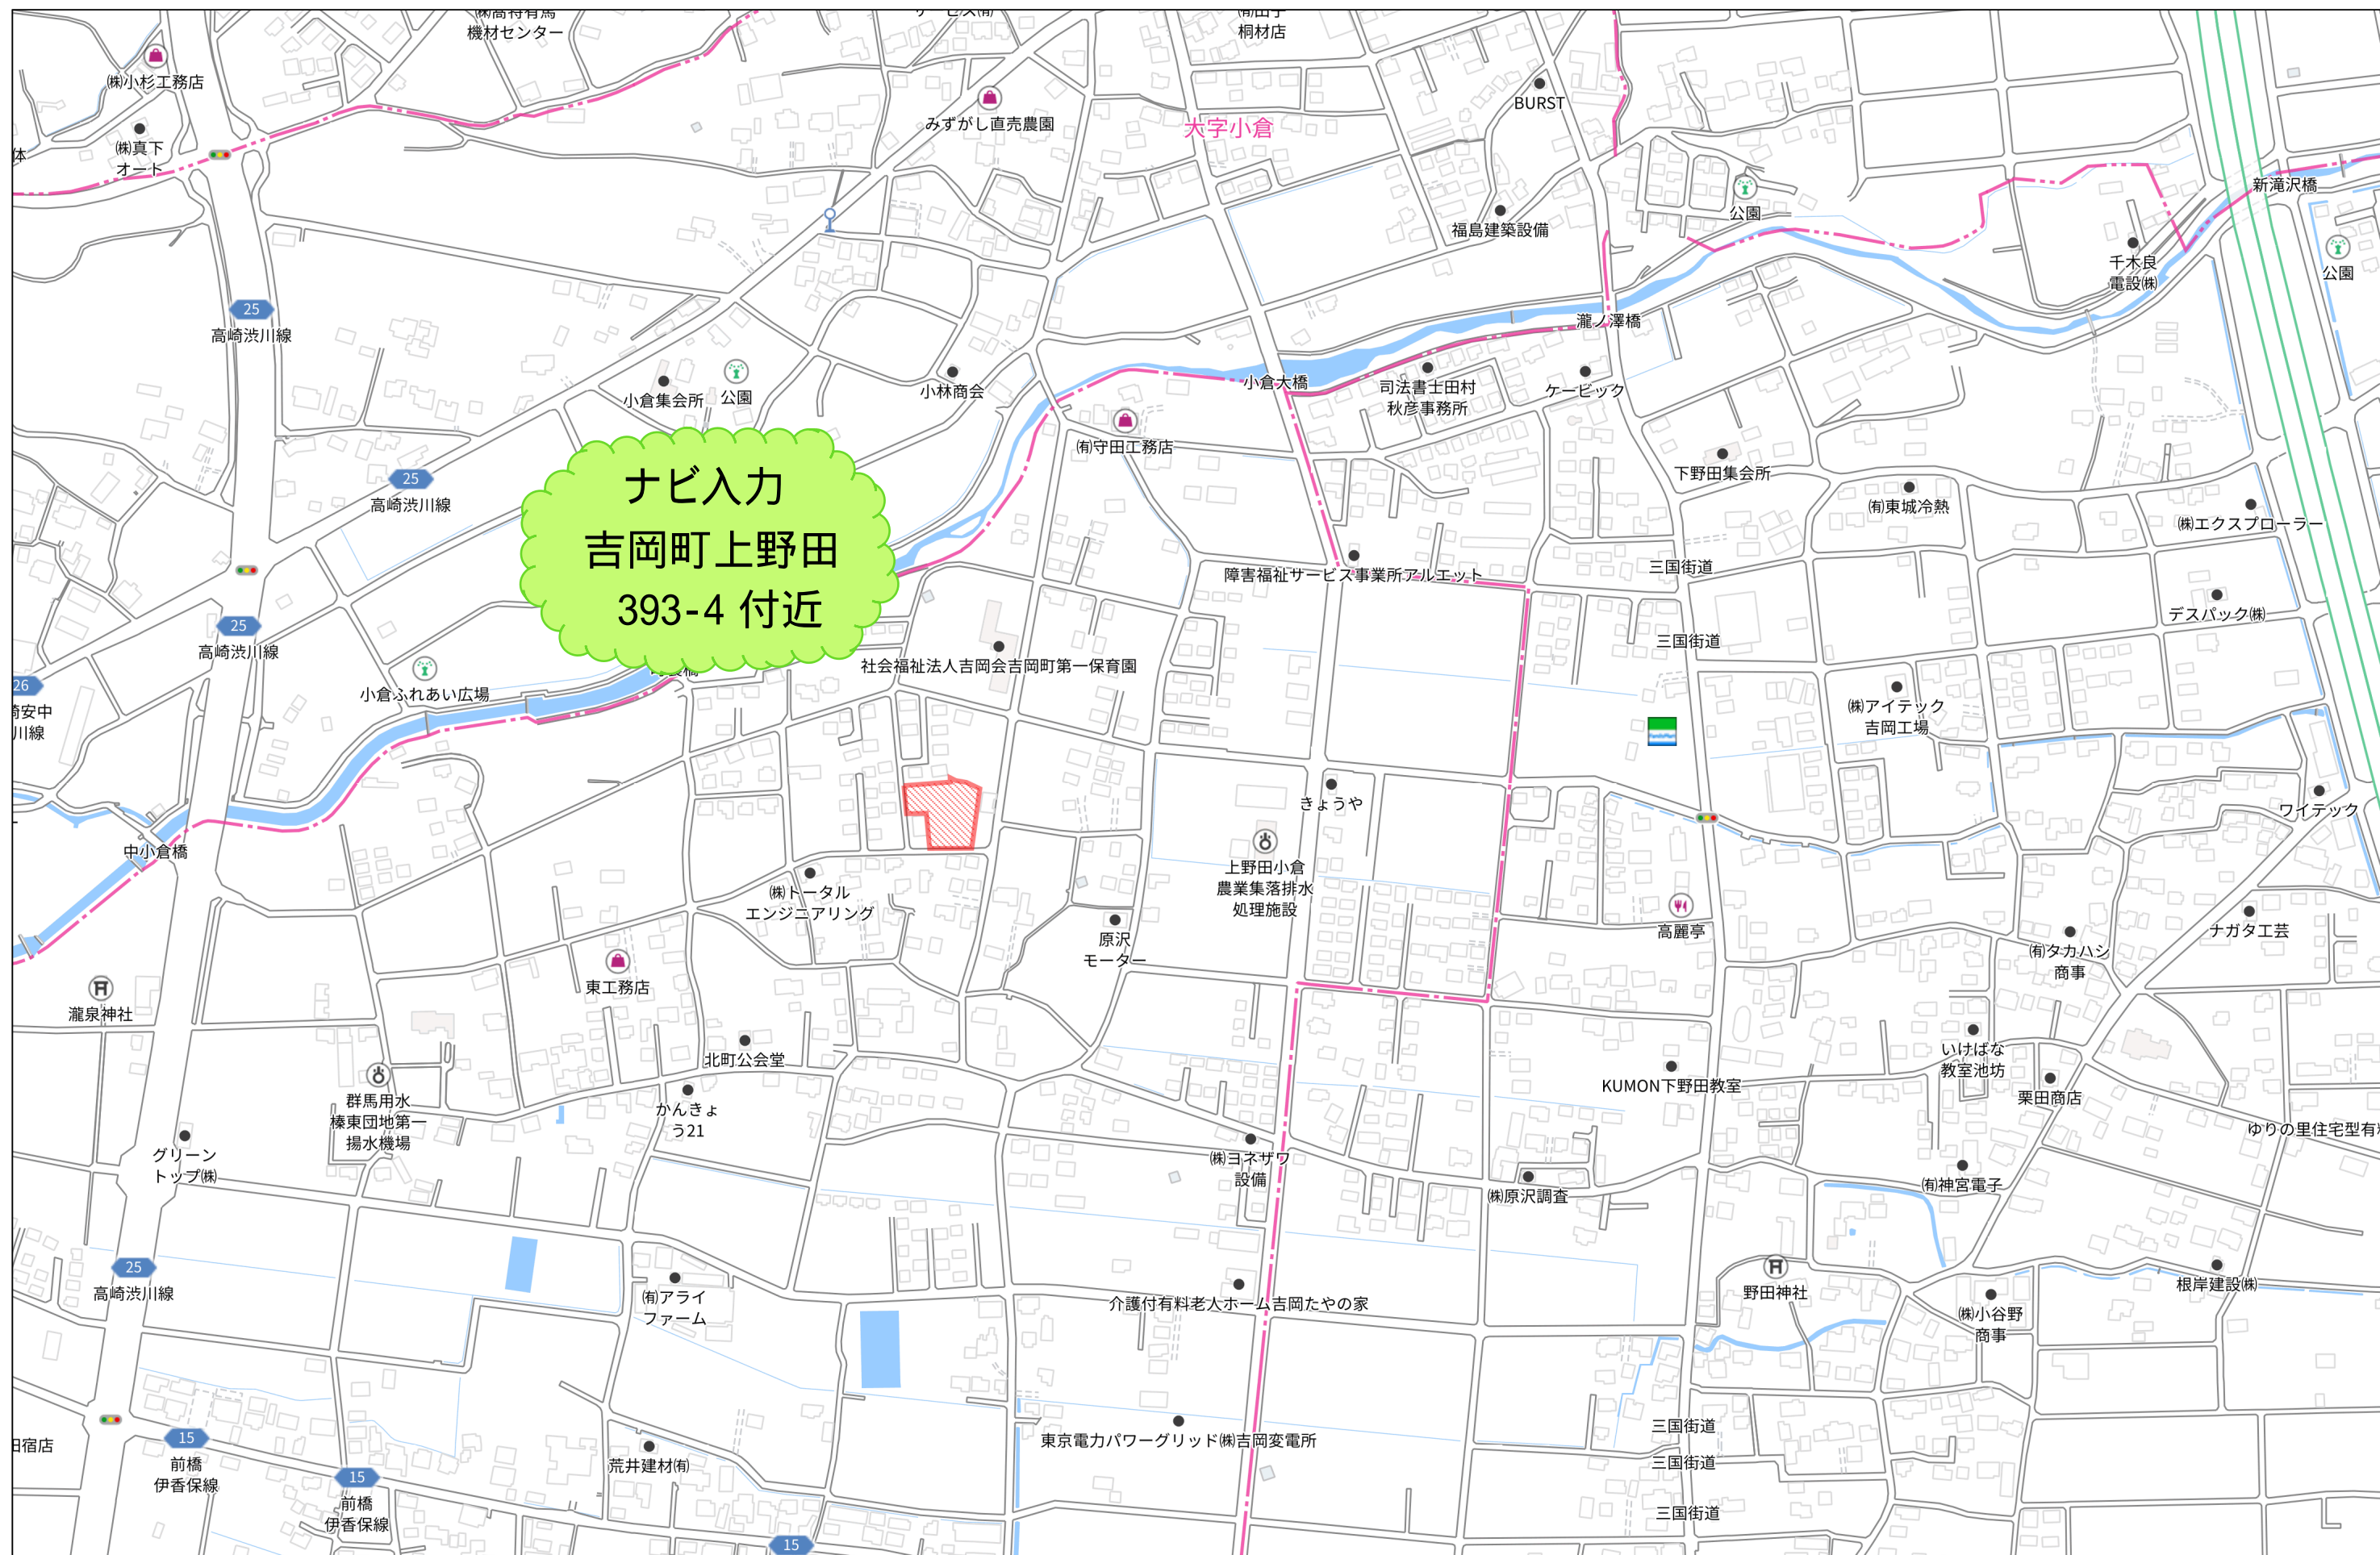 機材センター
桐材店
㈱小杉工務店
みずがし直売農園
BURST
大字小倉
㈱真下
オート
体
新滝沢橋
公園
福島建築設備
千木良
電設㈱
公園
25
高崎渋川線
瀧ノ澤橋
小倉集会所
公園
小林商会
小倉大橋
司法書士田村
秋彦事務所
ケービック
㈲守田工務店
下野田集会所
25
高崎渋川線
㈲東城冷熱
㈱エクスプローラー
ナビ入力
吉岡町上野田
393-4 付近
障害福祉サービス事業所アルエット
三国街道
25
高崎渋川線
デスパック㈱
三国街道
社会福祉法人吉岡会吉岡町第一保育園
26
小倉ふれあい広場
㈱アイテック
吉岡工場
川線
きょうや
ワイテック
中小倉橋
上野田小倉
農業集落排水
処理施設
㈱トータル
エンジニアリング
高麗亭
原沢
モーター
ナガタ工芸
㈲タカハシ
商事
東工務店
瀧泉神社
北町公会堂
いけばな
教室池坊
KUMON下野田教室
栗田商店
群馬用水
榛東団地第一
揚水機場
かんきょ
う21
ゆりの里住宅型有
グリーン
トップ㈱
㈱ヨネザワ
設備
㈱原沢調査
㈲神宮電子
25
高崎渋川線
㈲アライ
ファーム
介護付有料老人ホーム吉岡たやの家
野田神社
根岸建設㈱
㈱小谷野
商事
三国街道
東京電力パワーグリッド㈱吉岡変電所
15
前橋
伊香保線
宿店
荒井建材㈲
三国街道
15
前橋
伊香保線
三国街道
15